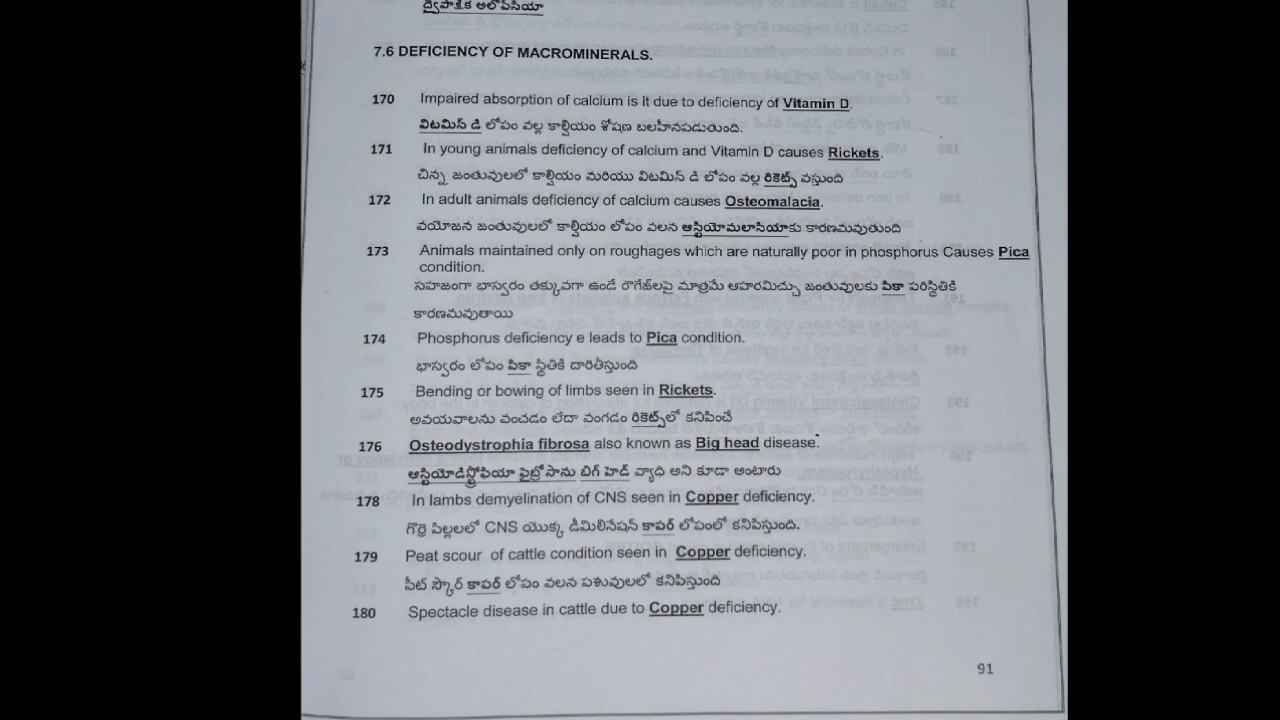 ద్వైపాక్షిక అలోపేసియా
7.6 DEFICIENCY OF MACROMINERALS.
170 Impaired absorption of calcium is it due to deficiency of Vitamin D.
విటమిన్ డి లోపం వల్ల కాల్షియం శోషణ బలహీనపడుతుంది.
171 In young animals deficiency of calcium and Vitamin D causes Rickets.
చిన్న జంతువులలో కాల్షియం మరియు విటమిన్ డి లోపం వల్ల రికెట్స్ వస్తుంది
172 In adult animals deficiency of calcium causes Osteomalacia.
వయోజన జంతువులలో కాల్షియం లోపం వలన ఆస్టియోమలాసియాకు కారణమవుతుంది
173 Animals maintained only on roughages which are naturally poor in phosphorus Causes Pica
condition.
సహజంగా భాస్వరం తక్కువగా ఉండే రౌగేజ్‌లపై మాత్రమే ఆహరమిచ్చు జంతువులకు పికా పరిస్థితికి
కారణమవుతాయి
174 Phosphorus deficiency e leads to Pica condition.
భాస్వరం లోపం పికా స్థితికి దారితీస్తుంది
175 Bending or bowing of limbs seen in Rickets.
అవయవాలను వంచడం లేదా వంగడం రికెట్స్‌లో కనిపించే
176 Osteodystrophia fibrosa also known as Big head disease.
ఆస్టియోడిస్ట్రోఫియా ఫైబ్రోసాను బిగ్ హెడ్ వ్యాధి అని కూడా అంటారు
178 In lambs demyelination of CNS seen in Copper deficiency.
గొర్రె పిల్లలలో CNS యొక్క డీమిలినేషన్ కాపర్ లోపంలో కనిపిస్తుంది.
179 Peat scour of cattle condition seen in Copper deficiency.
పీట్ స్కౌర్ కాపర్ లోపం వలన పశువులలో కనిపిస్తుంది
180 Spectacle disease in cattle due to Copper deficiency.
91